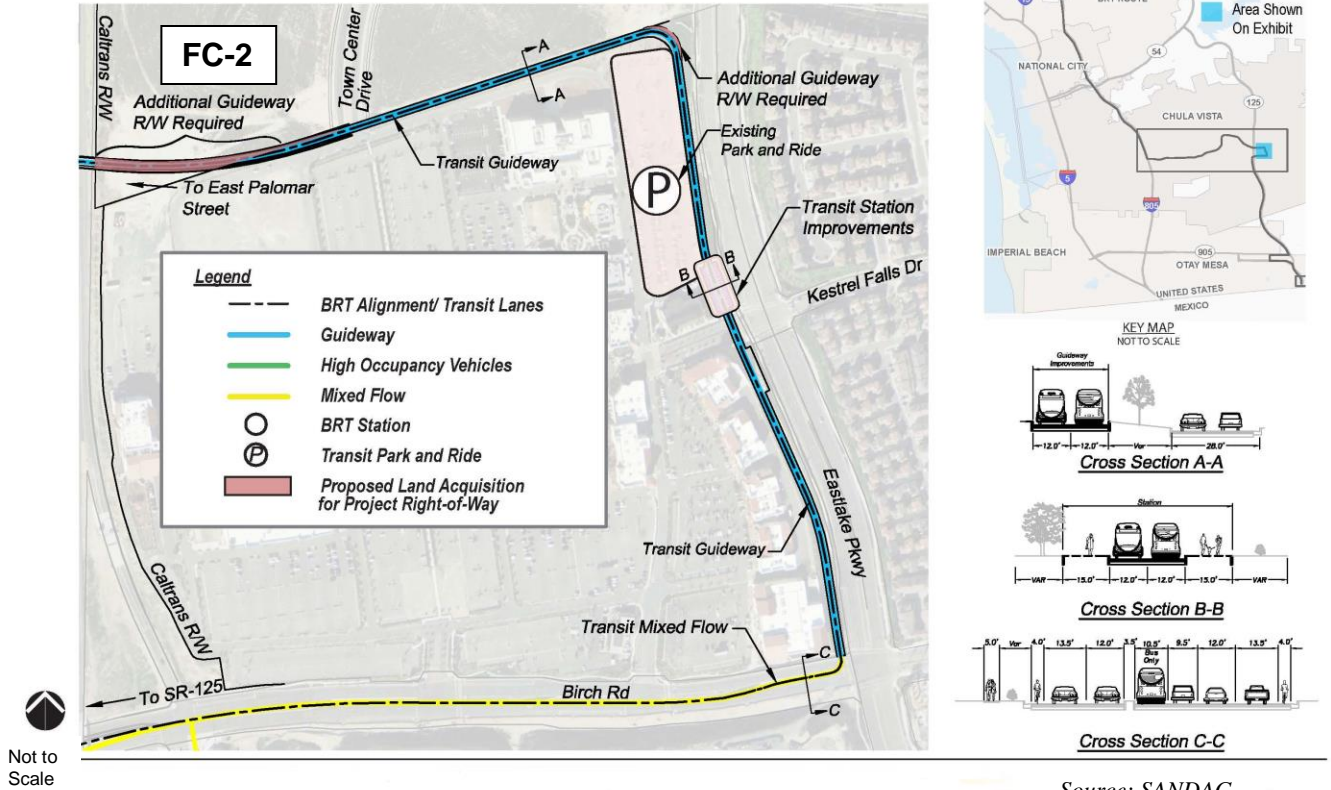 FC-2
Caltrans R/W
Additional Guideway
R/W Required
Town Center
Drive
A
A
Additional Guideway
R/W Required
Existing
Park and Ride
Transit Guideway
To East Palomar
Street
P
Transit Station
Improvements
B
B
Kestrel Falls Dr
Legend
BRT Alignment/ Transit Lanes
Guideway
High Occupancy Vehicles
Mixed Flow
BRT Station
P
Transit Park and Ride
Proposed Land Acquisition
for Project Right-of-Way
Transit Guideway
Eastlake Pkwy
Caltrans R/W
Transit Mixed Flow
C
C
To SR-125
Birch Rd
Not to
Scale
Area Shown
On Exhibit
NATIONAL CITY
54
125
CHULA VISTA
5
805
IMPERIAL BEACH
905
OTAY MESA
UNITED STATES
MEXICO
KEY MAP
NOT TO SCALE
Guideway
Improvements
12.0' 12.0' Var 28.0'
Cross Section A-A
Station
VAR 15.0' 12.0' 12.0' 15.0' VAR
Cross Section B-B
5.0' Var 4.0' 13.5' 12.0' 3.5' 10.5' 9.5' 12.0' 13.5' 4.0'
Bus
Only
Cross Section C-C
Source: SANDAG